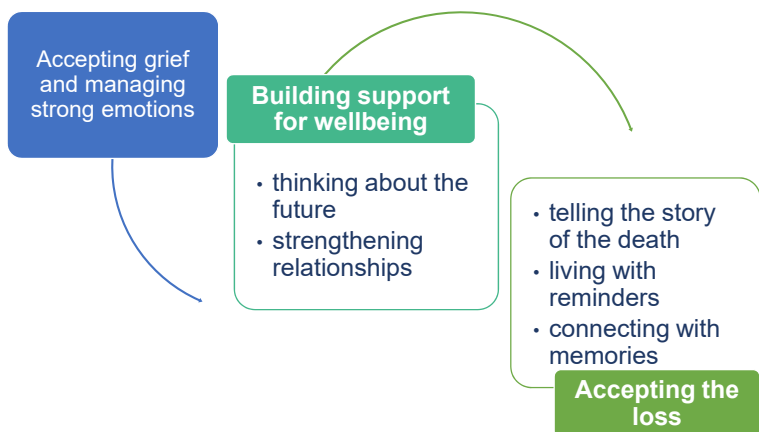 Accepting grief
and managing
strong emotions
Building support
for wellbeing
• thinking about the
future
• strengthening
relationships
• telling the story
of the death
• living with
reminders
• connecting with
memories
Accepting the
loss